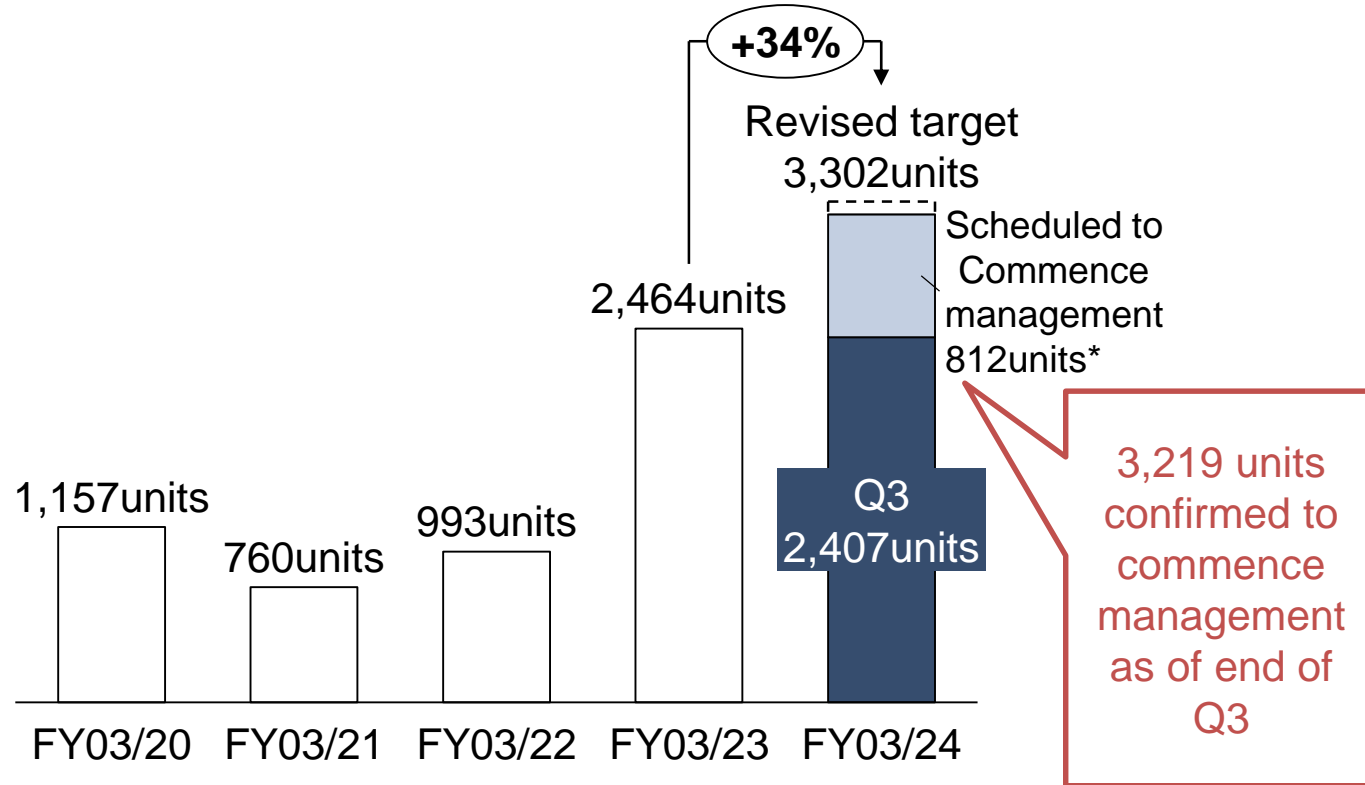 +34%
Revised target
3,302units
Scheduled to
Commence
management
812units*
2,464units
1,157units
760units
993units
Q3
2,407units
3,219 units
confirmed to
commence
management
as of end of
Q3
FY03/20
FY03/21
FY03/22
FY03/23
FY03/24